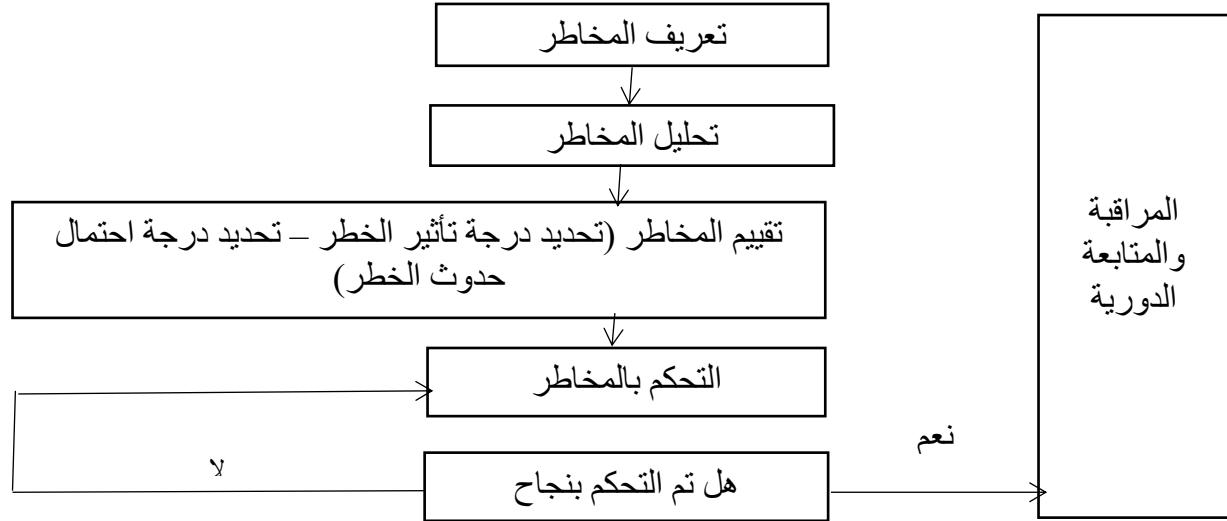 تعريف المخاطر
تحليل المخاطر
تقييم المخاطر (تحديد درجة تأثير الخطر – تحديد درجة احتمال
حدوث الخطر)
التحكم بالمخاطر
هل تم التحكم بنجاح
لا
نعم
المراقبة
والمتابعة
الدورية